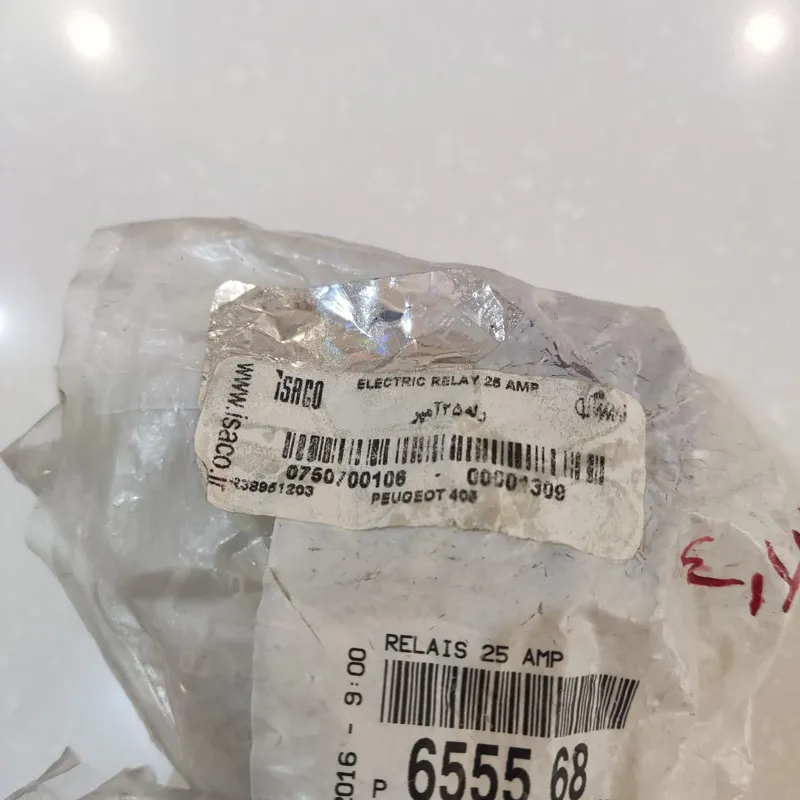 www.isaco.ir
ISACO
ELECTRIC RELAY 25 AMP
رله ۲۵ آمپر
0750700106 - 00001309
238951203
PEUGEOT 405
RELAIS 25 AMP
2016 - 9:00
P 6555 68